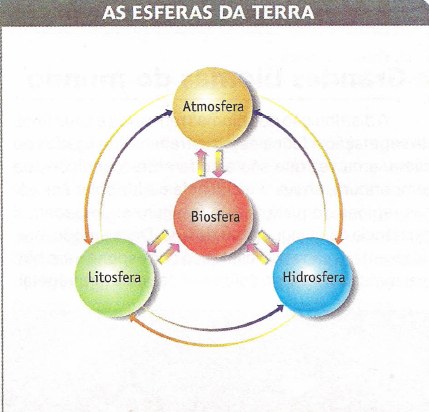 AS ESFERAS DA TERRA
Atmosfera
Biosfera
Litosfera
Hidrosfera